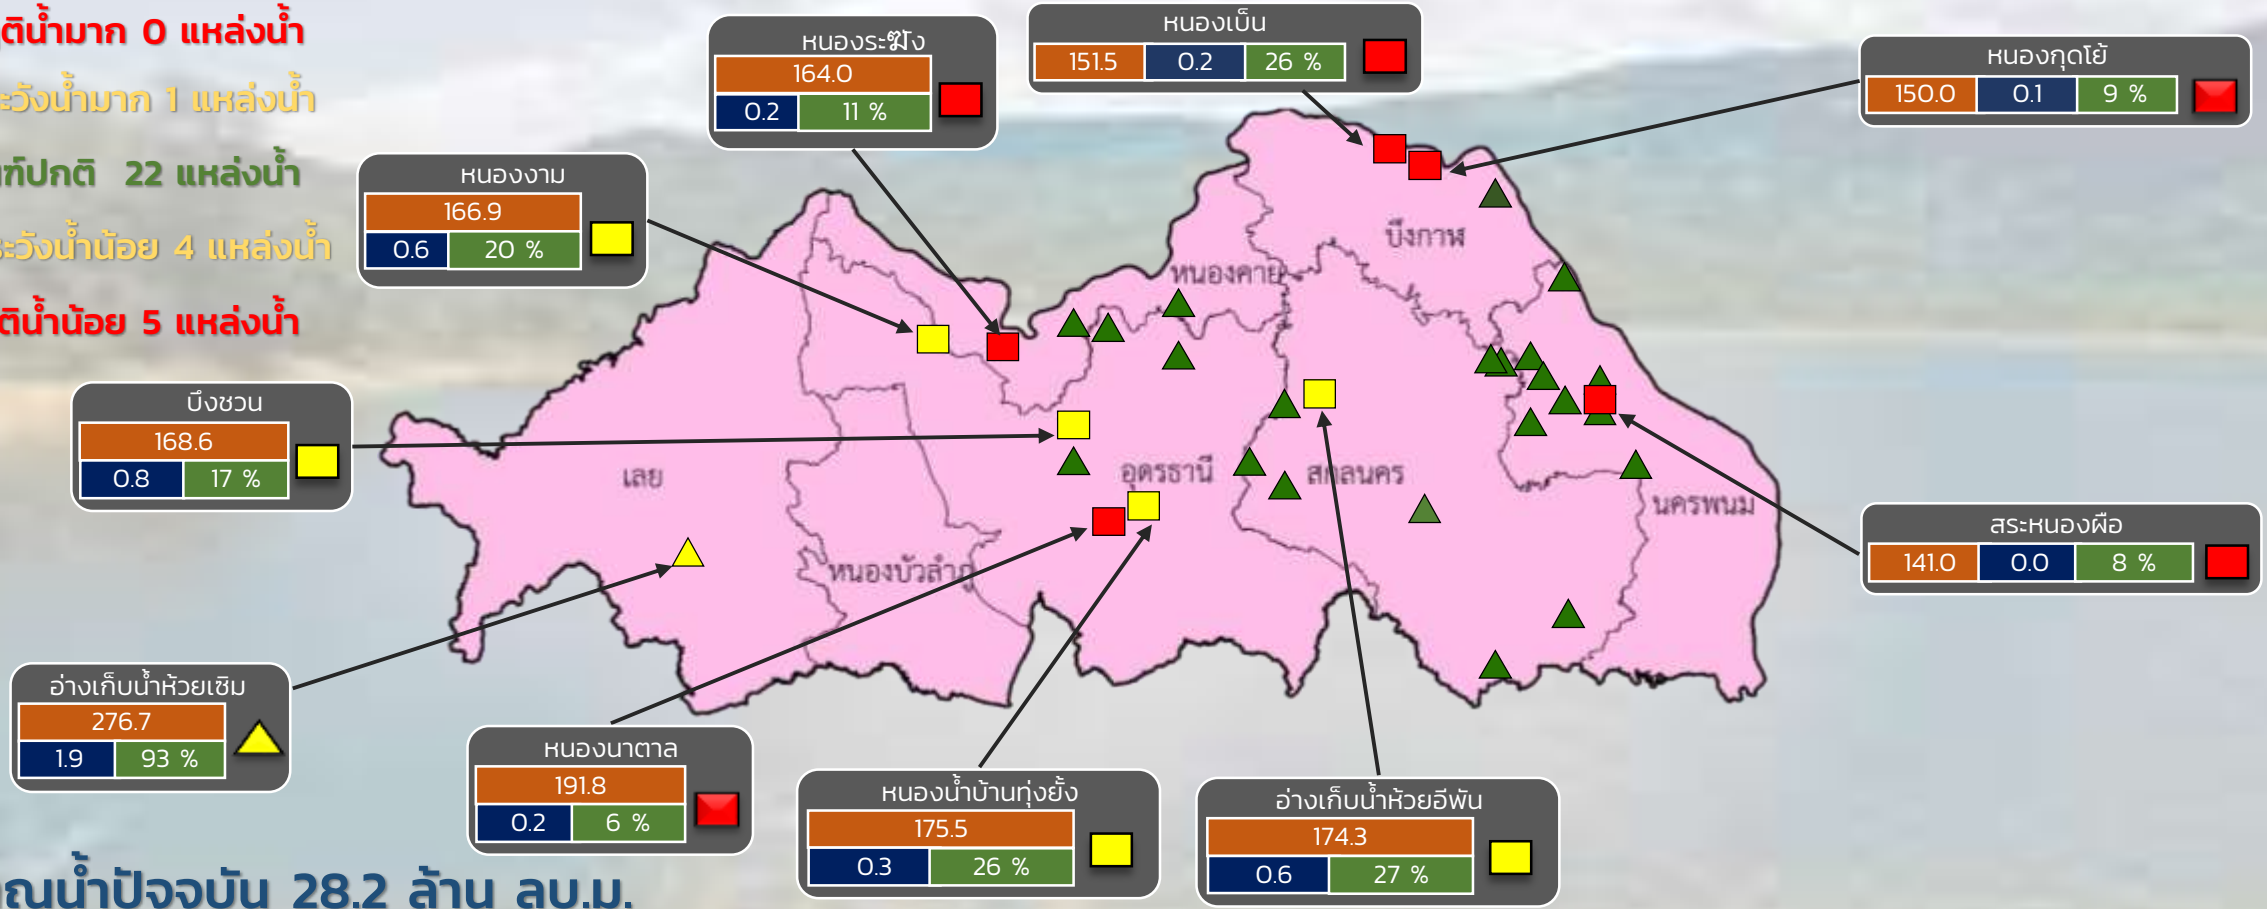 ติน้ำมาก 0 แหล่งน้ำ
ะวังน้ำมาก 1 แหล่งน้ำ
ฑ์ปกติ 22 แหล่งน้ำ
ะวังน้ำน้อย 4 แหล่งน้ำ
ติน้ำน้อย 5 แหล่งน้ำ
หนองระฆัง
164.0
0.2 11 %
หนองเบ็น
151.5 0.2 26 %
หนองกุดโย้
150.0 0.1 9 %
หนองงาม
166.9
0.6 20 %
บึงกาฬ
หนองคาย
บึงชวน
168.6
0.8 17 %
เลย
อุดรธานี
สกลนคร
นครพนม
หนองบัวลำภู
สระหนองผือ
141.0 0.0 8 %
อ่างเก็บน้ำห้วยเซิม
276.7
1.9 93 %
หนองนาตาล
191.8
0.2 6 %
หนองน้ำบ้านทุ่งยั้ง
175.5
0.3 26 %
อ่างเก็บน้ำห้วยอีพัน
174.3
0.6 27 %
าณน้ำปัจจุบัน 28.2 ล้าน ลบ.ม.